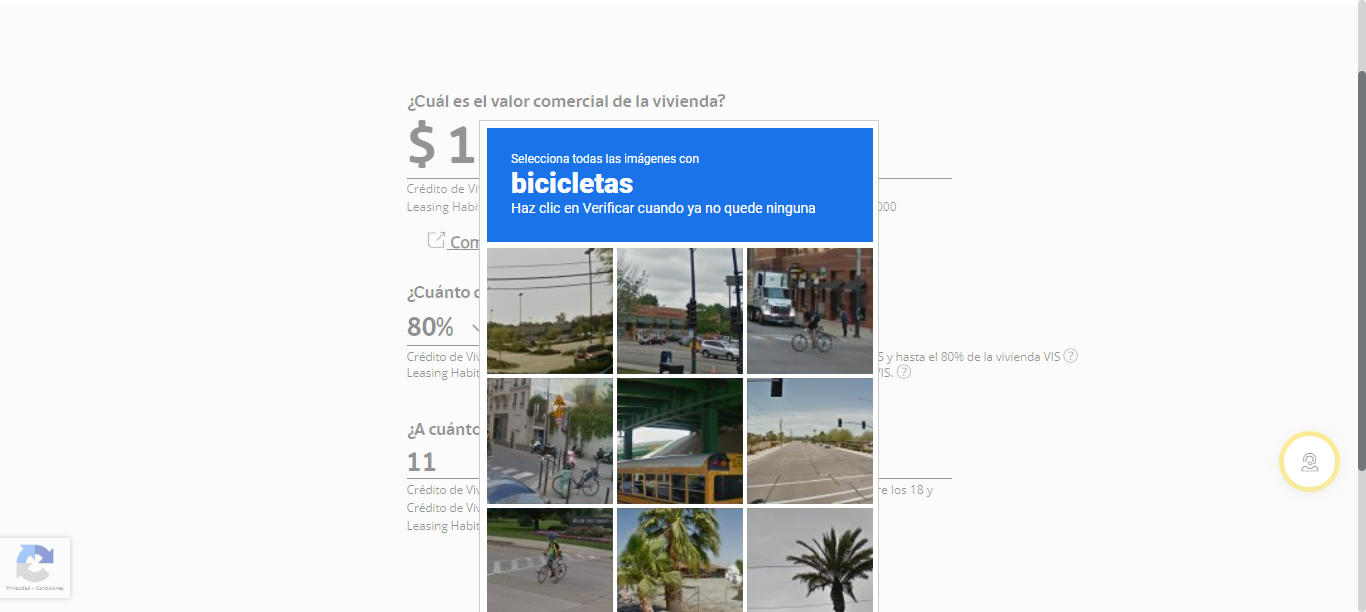 ¿Cuál es el valor comercial de la vivienda?
$ 1
Selecciona todas las imágenes con
bicicletas
Haz clic en Verificar cuando ya no quede ninguna
Crédito de Vi
Leasing Habi
000
Com
¿Cuánto
80%
Crédito de Viv
S y hasta el 80% de la vivienda VIS ?
Leasing Habit
VIS. ?
¿A cuánto
11
Crédito de Viv
re los 18 y
Crédito de Viv
Leasing Habit
Privacidad - Condiciones